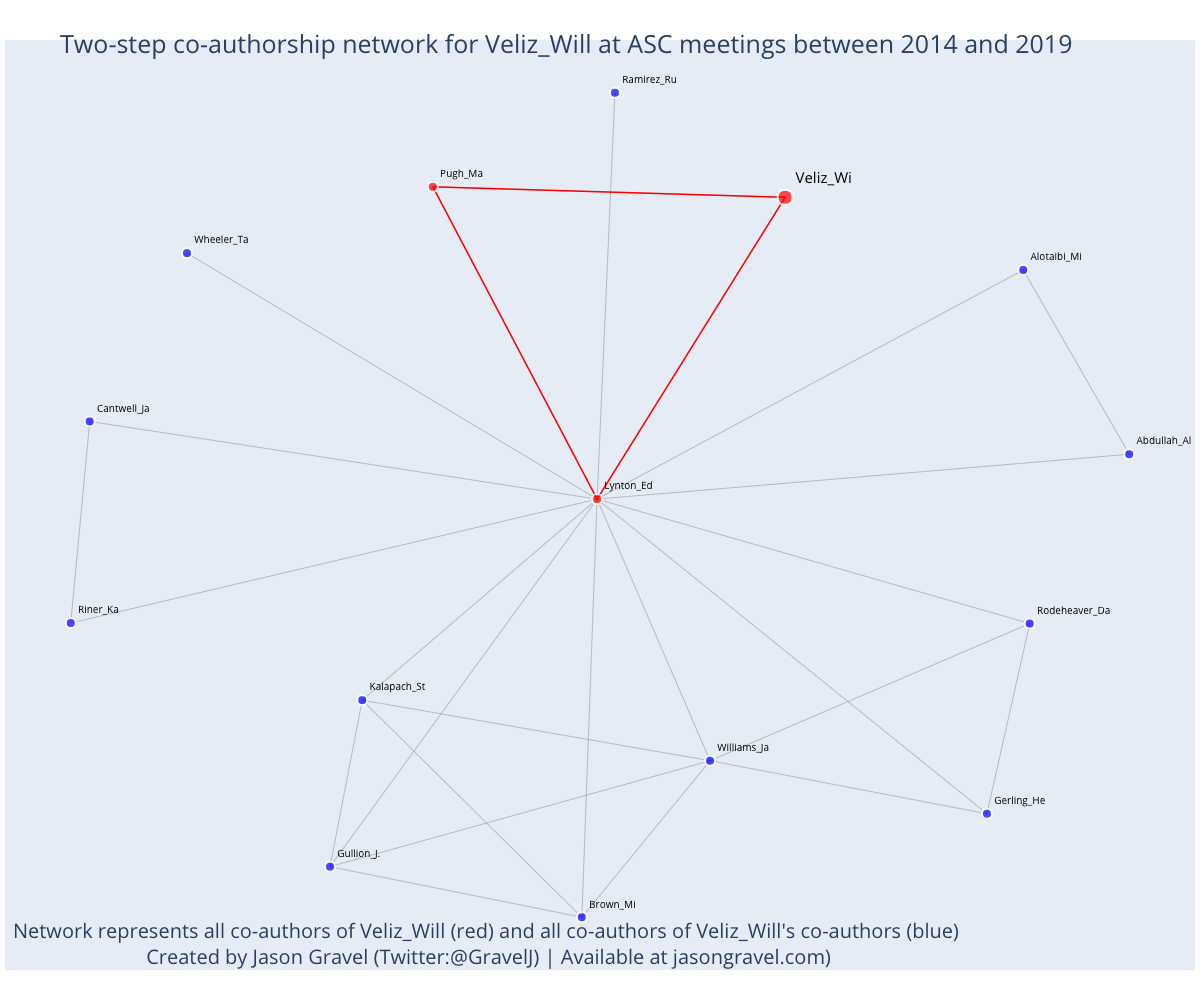 Two-step co-authorship network for Veliz_Will at ASC meetings between 2014 and 2019
Ramirez_Ru
Pugh_Ma
Veliz_Wi
Wheeler_Ta
Alotaibi_Mi
Cantwell_Ja
Abdullah_Al
Lynton_Ed
Riner_Ka
Rodeheaver_Da
Kalapach_St
Williams_Ja
Gerling_He
Gullion_J.
Brown_Mi
Network represents all co-authors of Veliz_Will (red) and all co-authors of Veliz_Will's co-authors (blue)
Created by Jason Gravel (Twitter:@GravelJ) | Available at jasongravel.com)